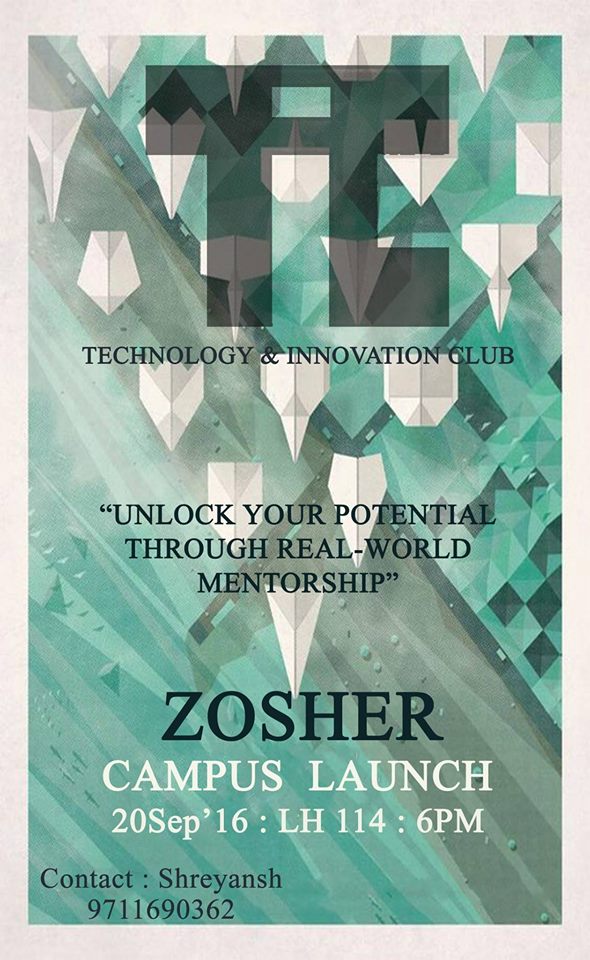 TiC
TECHNOLOGY & INNOVATION CLUB
“UNLOCK YOUR POTENTIAL
THROUGH REAL-WORLD
MENTORSHIP”
ZOSHER
CAMPUS LAUNCH
20Sep’16 : LH 114 : 6PM
Contact : Shreyansh
9711690362